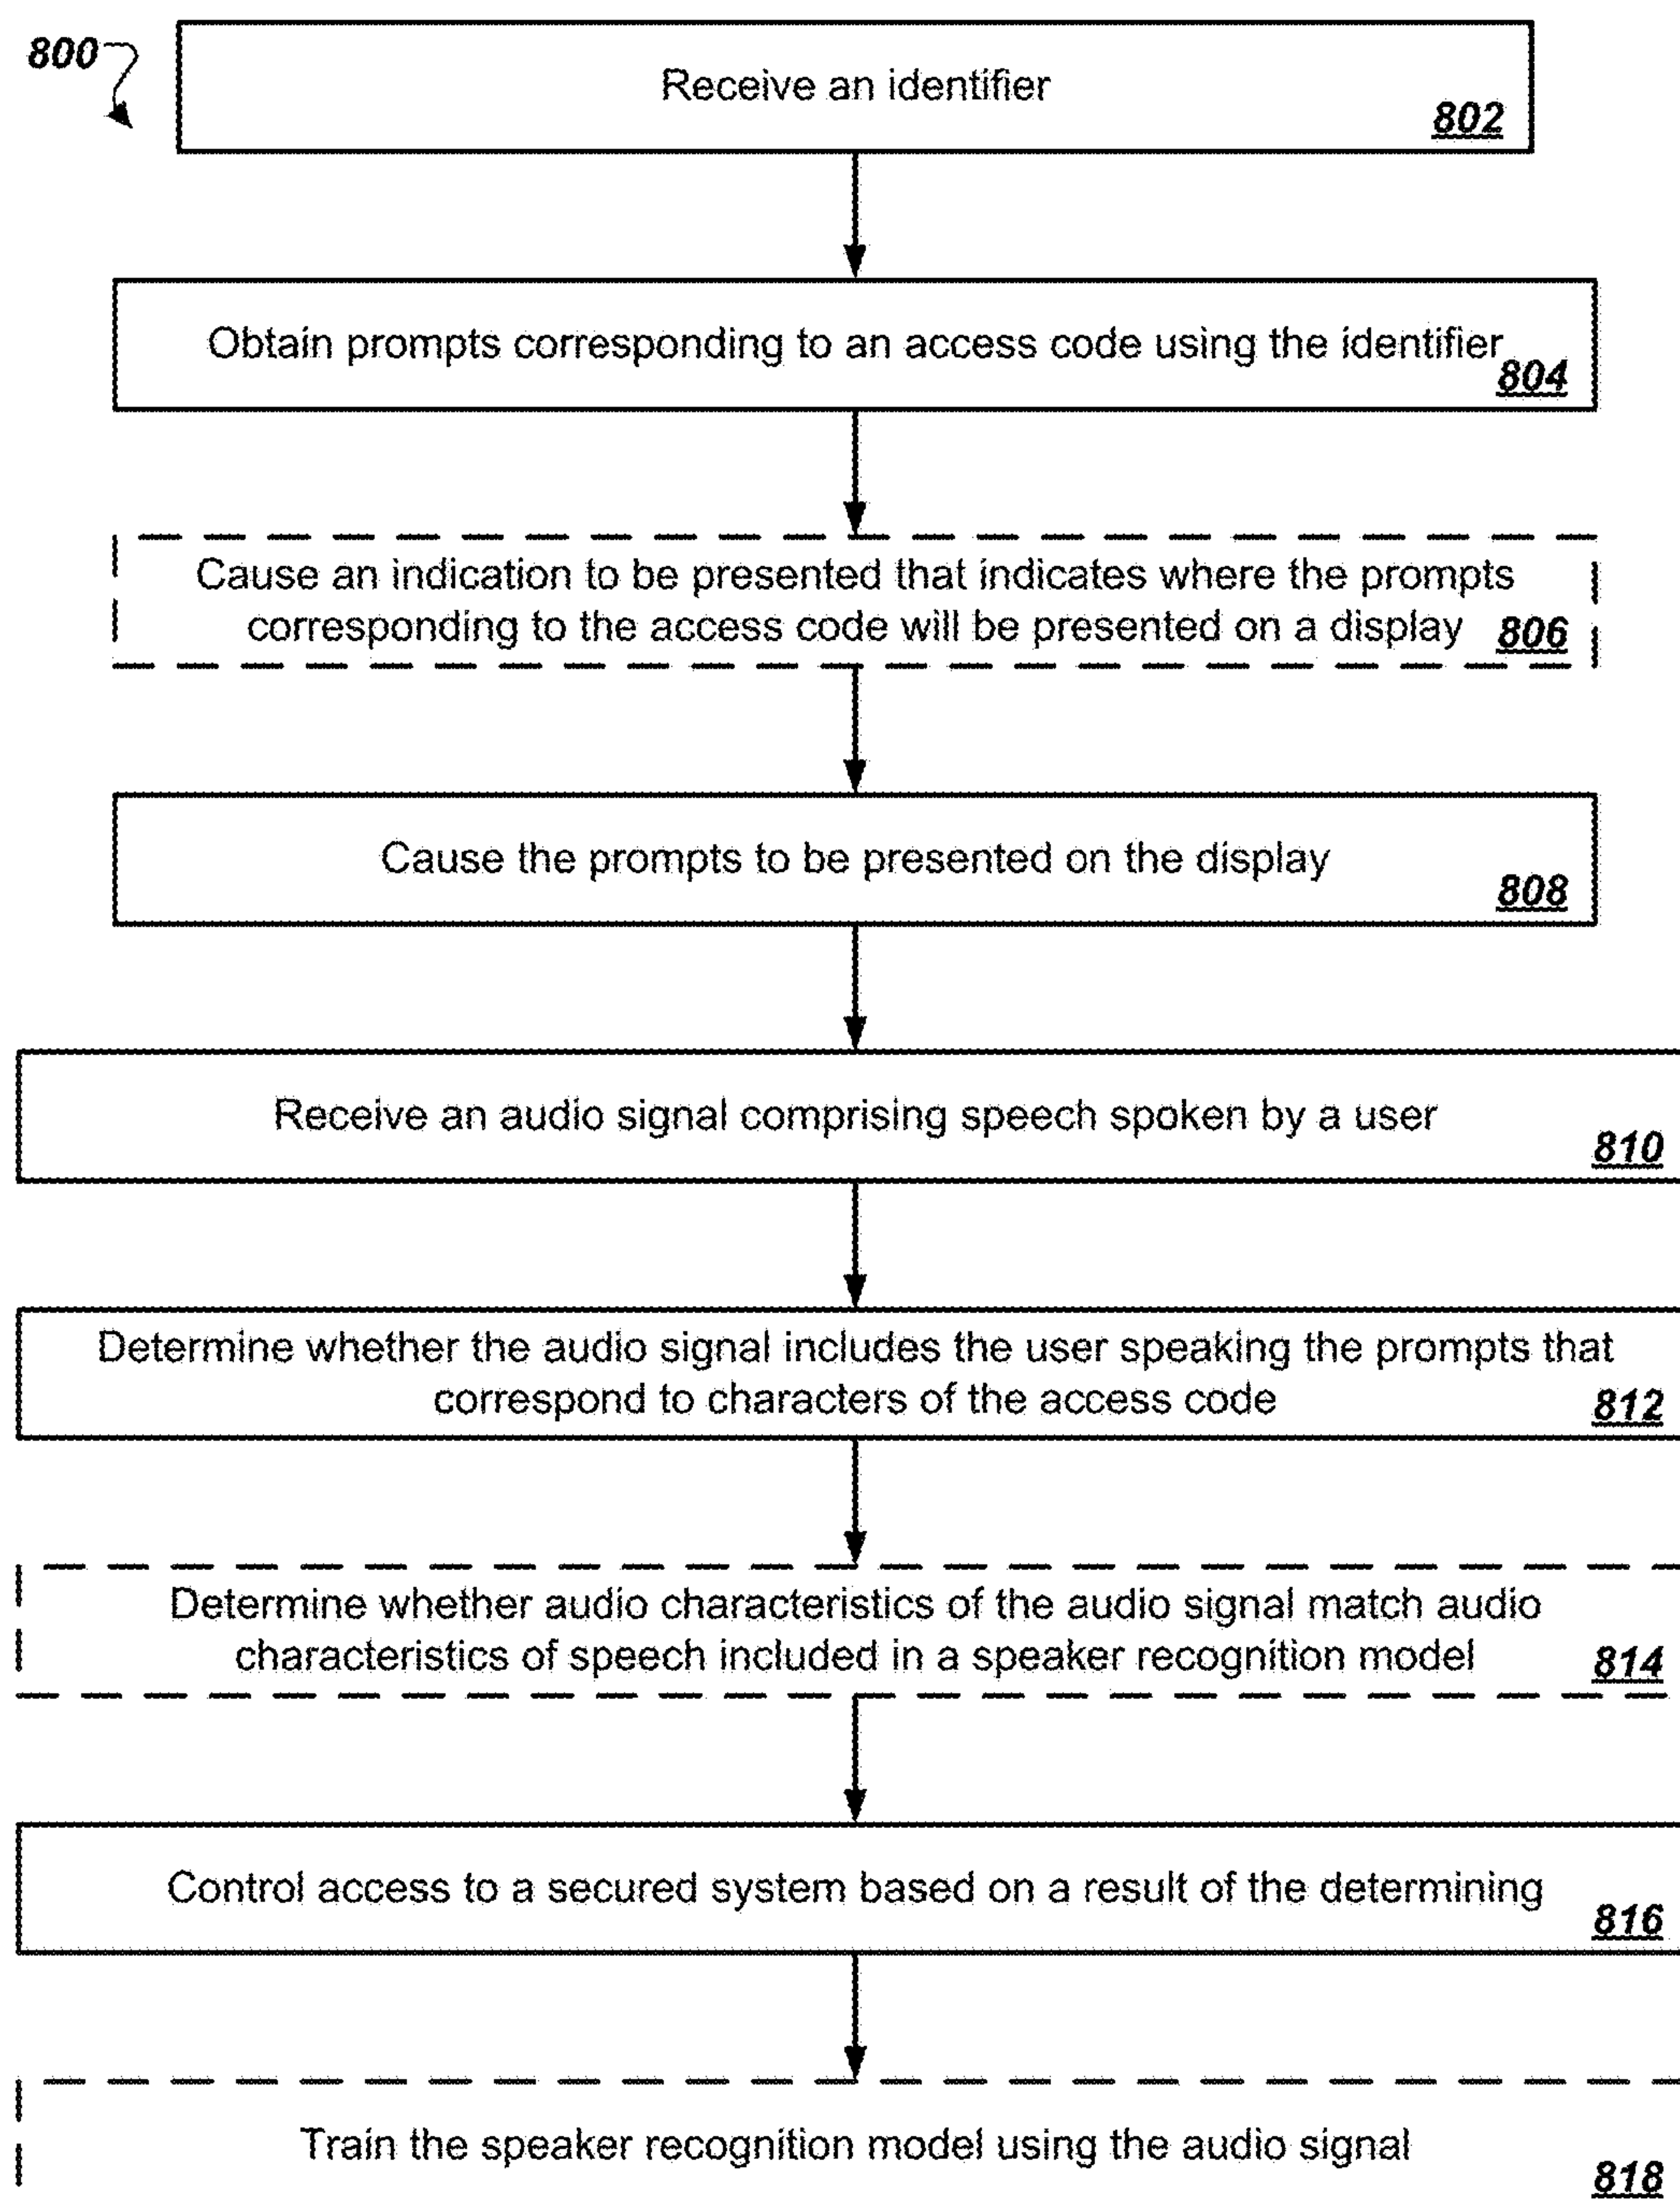 800
Receive an identifier
802
Obtain prompts corresponding to an access code using the identifier
804
Cause an indication to be presented that indicates where the prompts
corresponding to the access code will be presented on a display
806
Cause the prompts to be presented on the display
808
Receive an audio signal comprising speech spoken by a user
810
Determine whether the audio signal includes the user speaking the prompts that
correspond to characters of the access code
812
Determine whether audio characteristics of the audio signal match audio
characteristics of speech included in a speaker recognition model
814
Control access to a secured system based on a result of the determining
816
Train the speaker recognition model using the audio signal
818